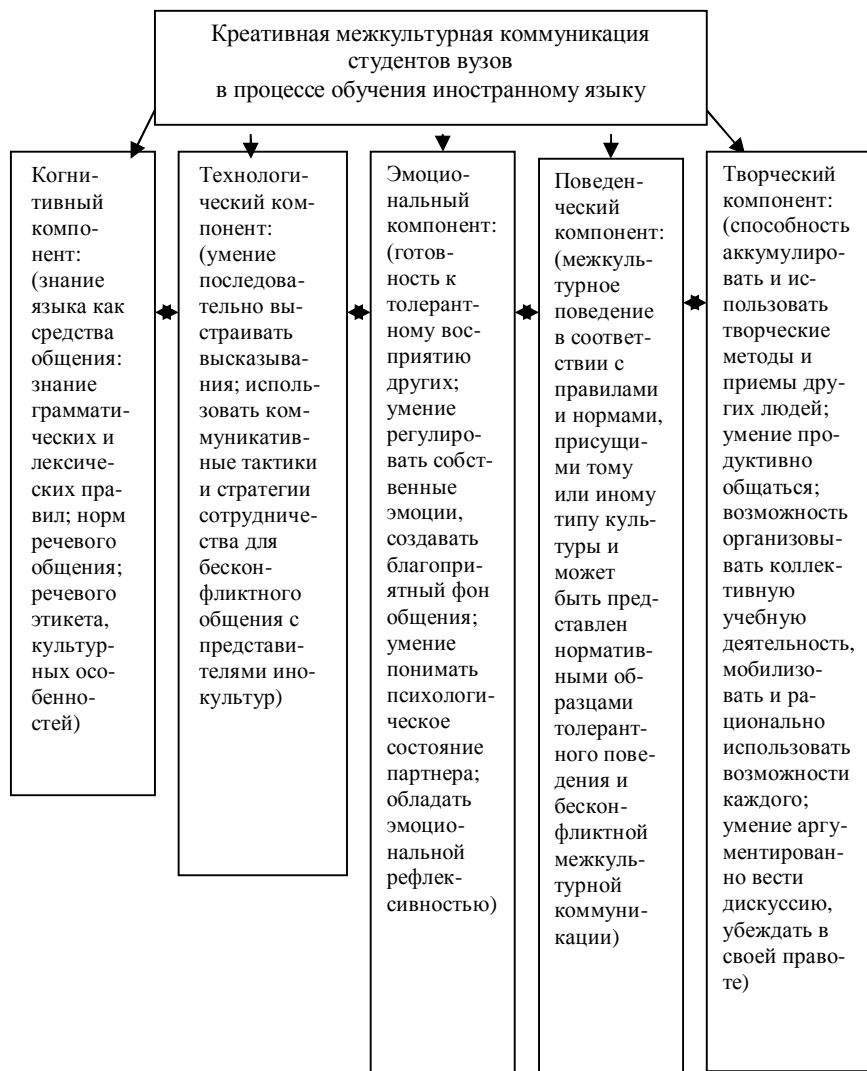 Креативная межкультурная коммуникация
студентов вузов
в процессе обучения иностранному языку
Когни-
тивный
компо-
нент:
(знание
языка как
средства
общения:
знание
граммати-
ческих и
лексиче-
ских пра-
вил; норм
речевого
общения;
речевого
этикета,
культур-
ных осо-
бенно-
стей)
Технологи-
ческий ком-
понент:
(умение
последова-
тельно вы-
страивать
высказыва-
ния; исполь-
зовать ком-
муникатив-
ные тактики
и стратегии
сотрудниче-
ства для
бескон-
фликтного
общения с
представи-
телями ино-
культур)
Эмоцио-
нальный
компонент:
(готов-
ность к
толерант-
ному вос-
приятию
других;
умение
регулиро-
вать собст-
венные
эмоции,
создавать
благопри-
ятный фон
общения;
умение
понимать
психологи-
ческое
состояние
партнера;
обладать
эмоцио-
нальной
рефлек-
сивностью)
Поведен-
ческий
компонент:
(межкуль-
турное
поведение
в соответ-
ствии с
правилами
и нормами,
присущи-
ми тому
или иному
типу куль-
туры и
может
быть пред-
ставлен
норматив-
ными об-
разцами
толерант-
ного пове-
дения и
бескон-
фликтной
межкуль-
турной
коммуни-
кации)
Творческий
компонент:
(способность
аккумулиро-
вать и ис-
пользовать
творческие
методы и
приемы дру-
гих людей;
умение про-
дуктивно
общаться;
возможность
организовы-
вать коллек-
тивную
учебную
деятельность,
мобилизо-
вать и ра-
ционально
использовать
возможности
каждого;
умение аргу-
ментирован-
но вести
дискуссию,
убеждать в
своей право-
те)